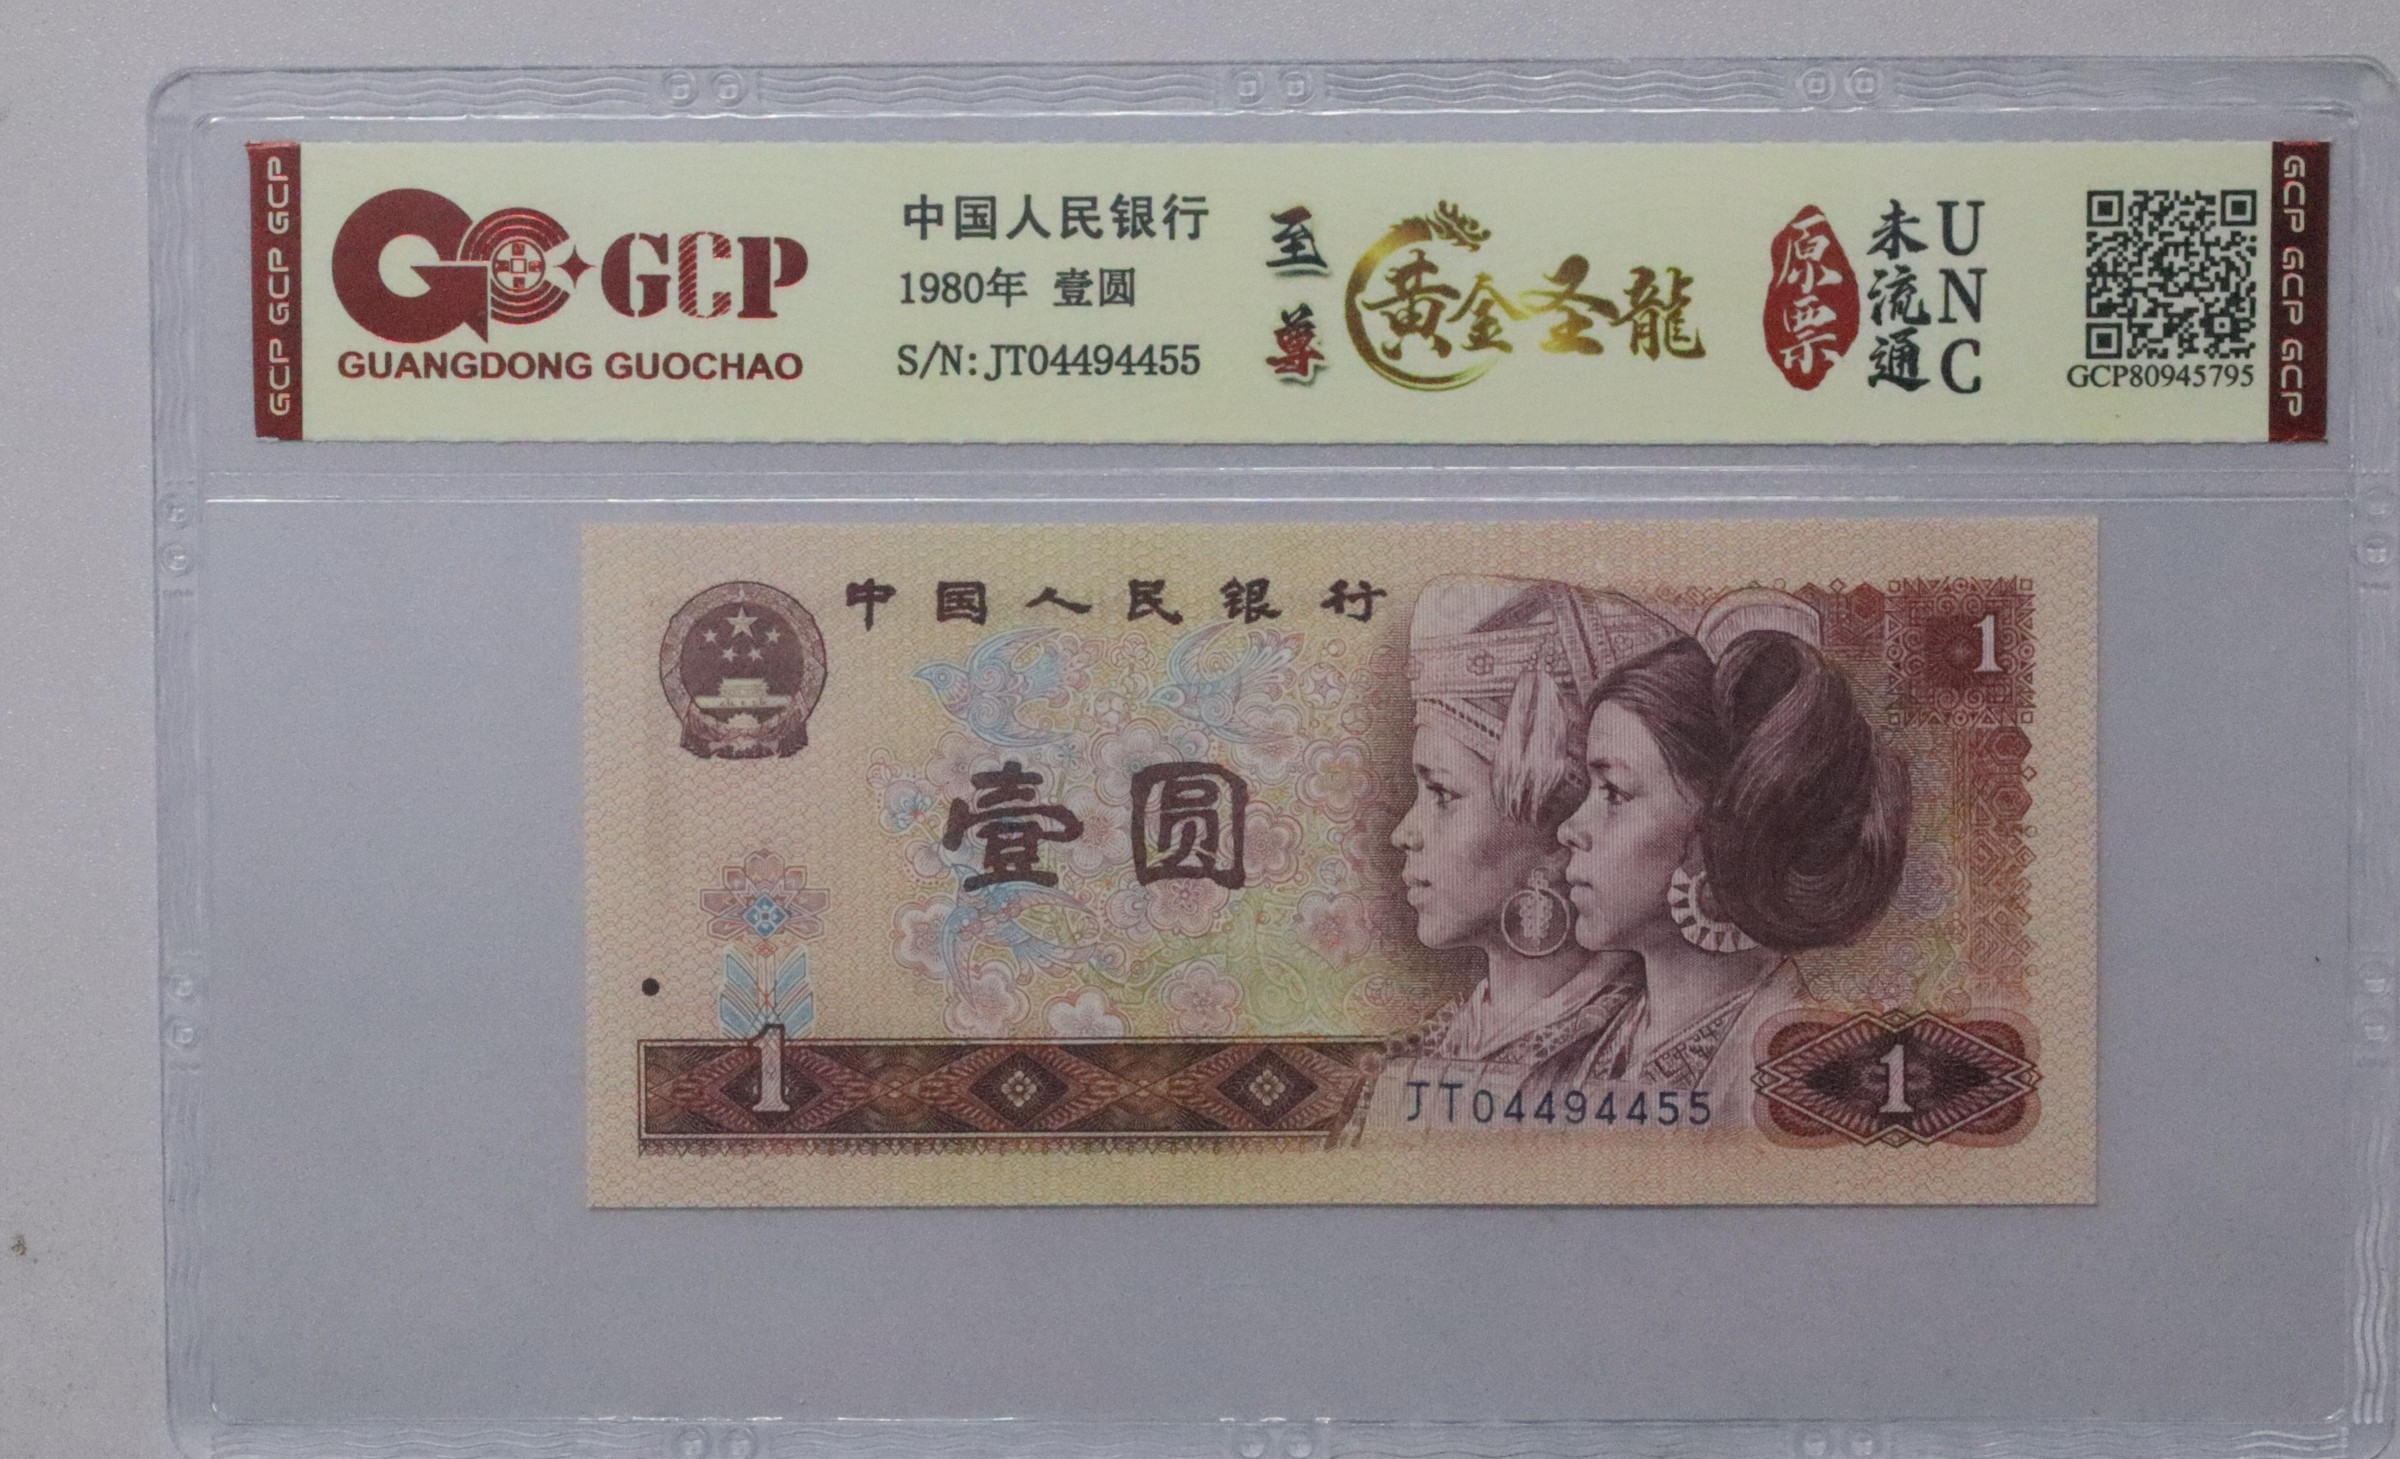 GCP GCP GCP
GCP
GUANGDONG GUOCHAO
中国人民银行
1980年 壹圆
S/N: JT04494455
至尊
黄金圣龍
原票
未流通
UNC
GCP80945795
GCP GCP GCP
中国人民银行
1
壹圆
1
JT04494455
1